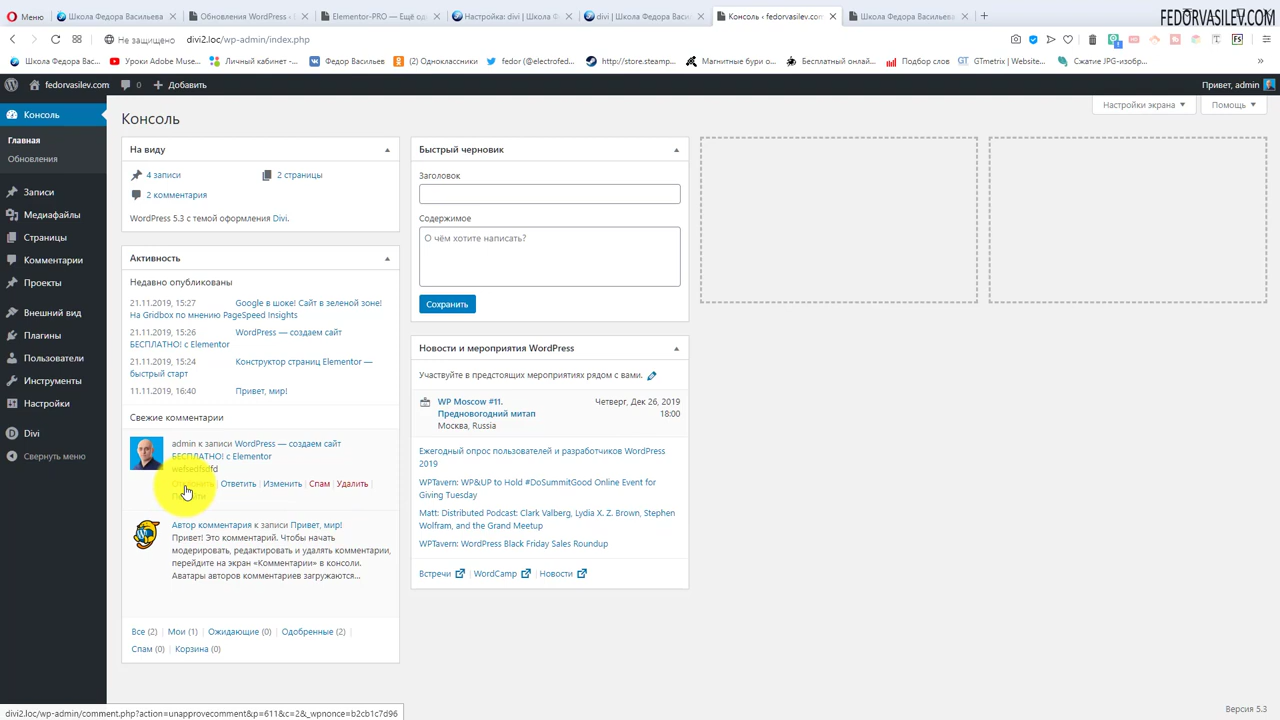 Меню
Школа Федора Васильева
Обновления WordPress ‹
Elementor-PRO — Ещё од
Настройка: divi | Школа Ф
divi | Школа Федора Вась
Консоль ‹ fedorvasilev.com
Школа Федора Васильева
FEDORVASILEV.COM
Не защищено
divi2.loc/wp-admin/index.php
Школа Федора Вас...
Уроки Adobe Muse...
Личный кабинет -...
Федор Васильев
(2) Одноклассники
fedor (@electrofed...
http://store.steamp...
Магнитные бури о...
Бесплатный онлай...
Подбор слов
GTmetrix | Website...
Сжатие JPG-изобр...
fedorvasilev.com
0
Добавить
Привет, admin
Консоль
Главная
Обновления
Записи
Медиафайлы
Страницы
Комментарии
Проекты
Внешний вид
Плагины
Пользователи
Инструменты
Настройки
Divi
Свернуть меню
Настройки экрана
Помощь
Консоль
На виду
4 записи
2 страницы
2 комментария
WordPress 5.3 с темой оформления Divi.
Активность
Недавно опубликованы
21.11.2019, 15:27 Google в шоке! Сайт в зеленой зоне!
На Gridbox по мнению PageSpeed Insights
21.11.2019, 15:26 WordPress — создаем сайт
БЕСПЛАТНО! с Elementor
21.11.2019, 15:24 Конструктор страниц Elementor —
быстрый старт
11.11.2019, 16:40 Привет, мир!
Свежие комментарии
admin к записи WordPress — создаем сайт
БЕСПЛАТНО! с Elementor
wefsedfsdfd
Ответить | Изменить | Спам | Удалить |
Автор комментария к записи Привет, мир!
Привет! Это комментарий. Чтобы начать
модерировать, редактировать и удалять комментарии,
перейдите на экран «Комментарии» в консоли.
Аватары авторов комментариев загружаются...
Все (2) | Мои (1) | Ожидающие (0) | Одобренные (2) |
Спам (0) | Корзина (0)
Быстрый черновик
Заголовок
Содержимое
О чём хотите написать?
Сохранить
Новости и мероприятия WordPress
Участвуйте в предстоящих мероприятиях рядом с вами.
WP Moscow #11. Четверг, Дек 26, 2019
Предновогодний митап 18:00
Москва, Russia
Ежегодный опрос пользователей и разработчиков WordPress
2019
WPTavern: WP&UP to Hold #DoSummitGood Online Event for
Giving Tuesday
Matt: Distributed Podcast: Clark Valberg, Lydia X. Z. Brown, Stephen
Wolfram, and the Grand Meetup
WPTavern: WordPress Black Friday Sales Roundup
Встречи | WordCamp | Новости
divi2.loc/wp-admin/comment.php?action=unapprovecomment&p=611&c=2&_wpnonce=b2cb1c7d96
Версия 5.3